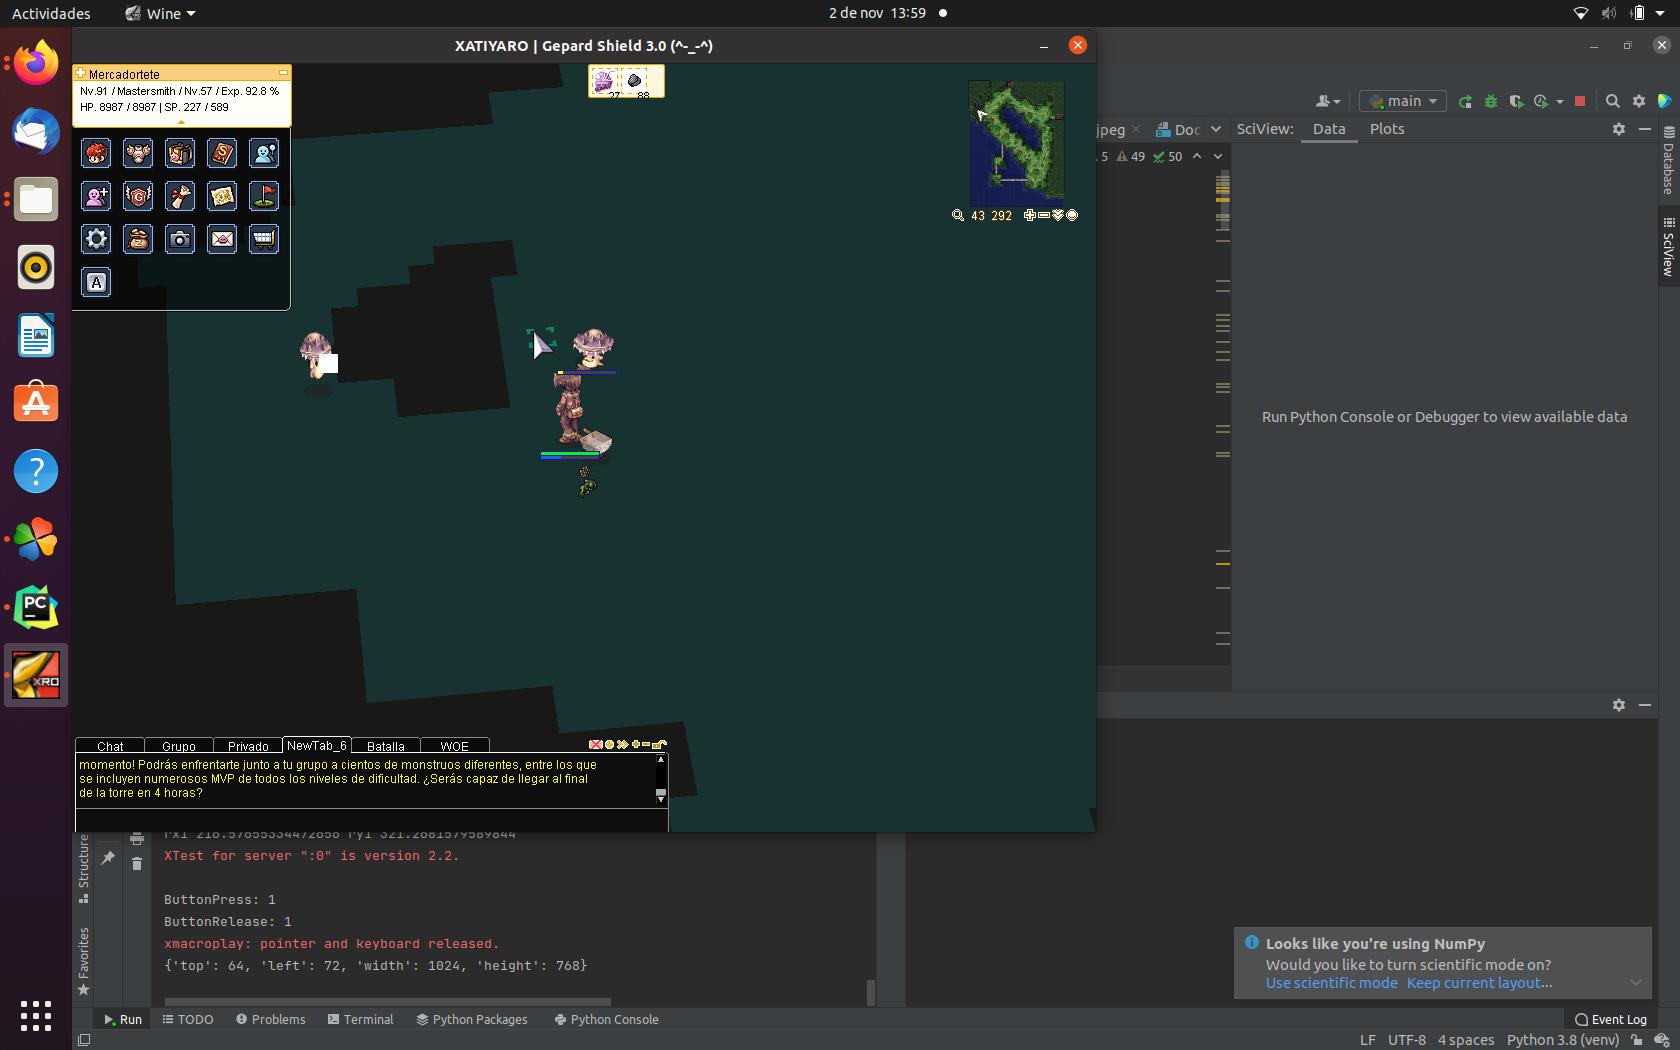 Actividades
Wine
2 de nov 13:59
XATIYARO | Gepard Shield 3.0 (^-_-^)
Mercadortete
Nv.91 / Mastersmith / Nv.57 / Exp. 92.8 %
HP. 8987 / 8987 | SP. 227 / 589
27
88
43 292
A
main
jpeg
Doc
SciView:
Data
Plots
5
49
50
Database
SciView
Run Python Console or Debugger to view available data
PC
XRO
Chat
Grupo
Privado
NewTab_6
Batalla
WOE
momento! Podrás enfrentarte junto a tu grupo a cientos de monstruos diferentes, entre los que
se incluyen numerosos MVP de todos los niveles de dificultad. ¿Serás capaz de llegar al final
de la torre en 4 horas?
XTest for server ":0" is version 2.2.
ButtonPress: 1
ButtonRelease: 1
xmacroplay: pointer and keyboard released.
{'top': 64, 'left': 72, 'width': 1024, 'height': 768}
Structure
Favorites
Looks like you're using NumPy
Would you like to turn scientific mode on?
Use scientific mode Keep current layout...
Run
TODO
Problems
Terminal
Python Packages
Python Console
Event Log
LF UTF-8 4 spaces Python 3.8 (venv)